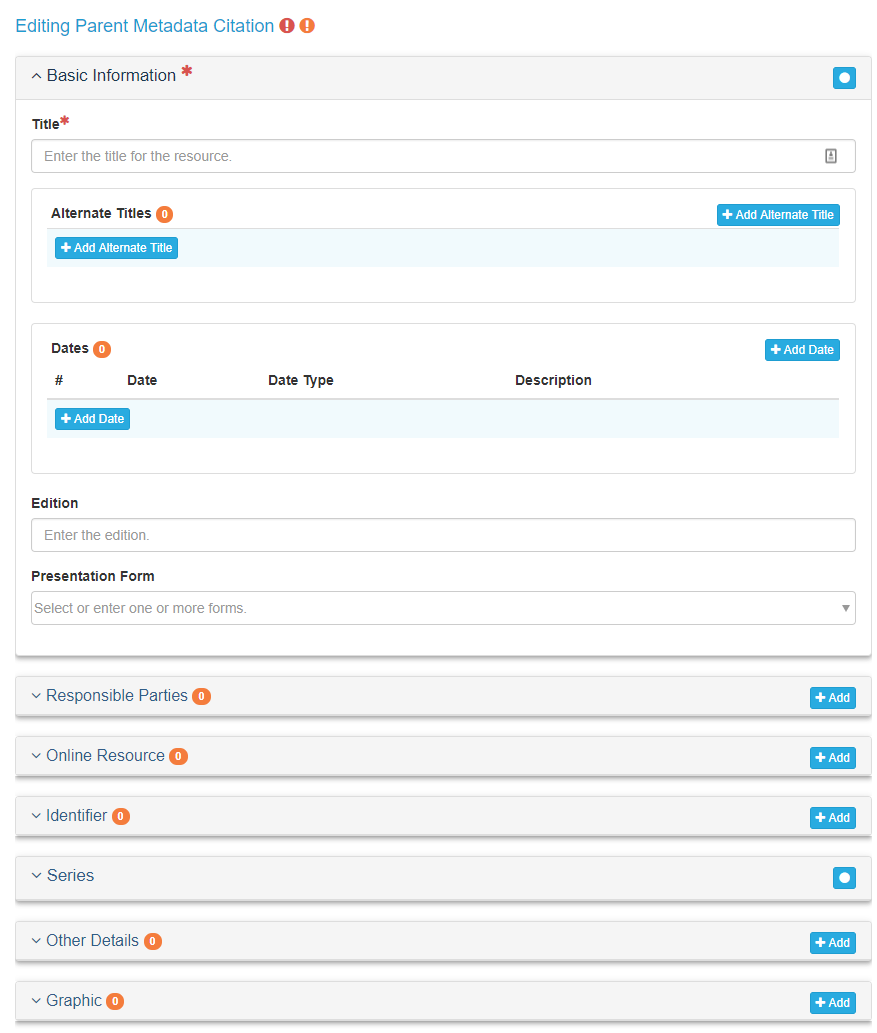 Editing Parent Metadata Citation
Basic Information *
Title*
Enter the title for the resource.
Alternate Titles 0
+ Add Alternate Title
+ Add Alternate Title
Dates 0
+ Add Date
# Date Date Type Description
+ Add Date
Edition
Enter the edition.
Presentation Form
Select or enter one or more forms.
Responsible Parties 0
+ Add
Online Resource 0
+ Add
Identifier 0
+ Add
Series
Other Details 0
+ Add
Graphic 0
+ Add